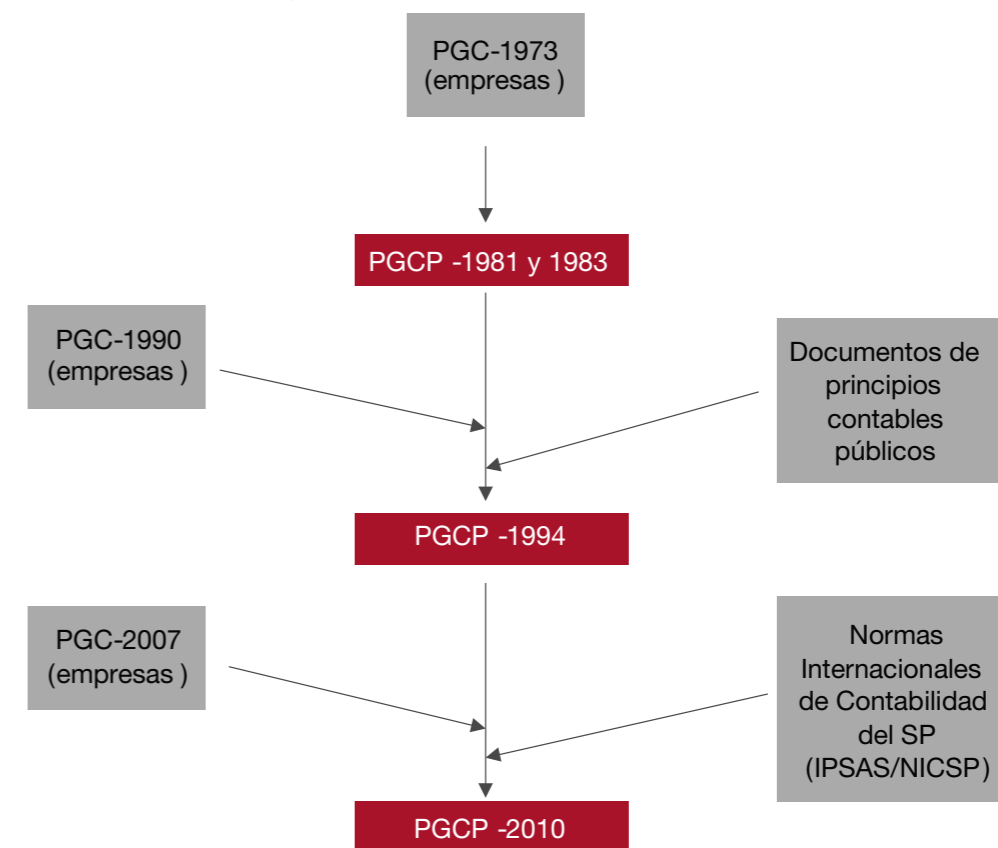 PGC-1973
(empresas )
PGCP -1981 y 1983
PGC-1990
(empresas )
Documentos de
principios
contables
públicos
PGCP -1994
PGC-2007
(empresas )
Normas
Internacionales
de Contabilidad
del SP
(IPSAS/NICSP)
PGCP -2010